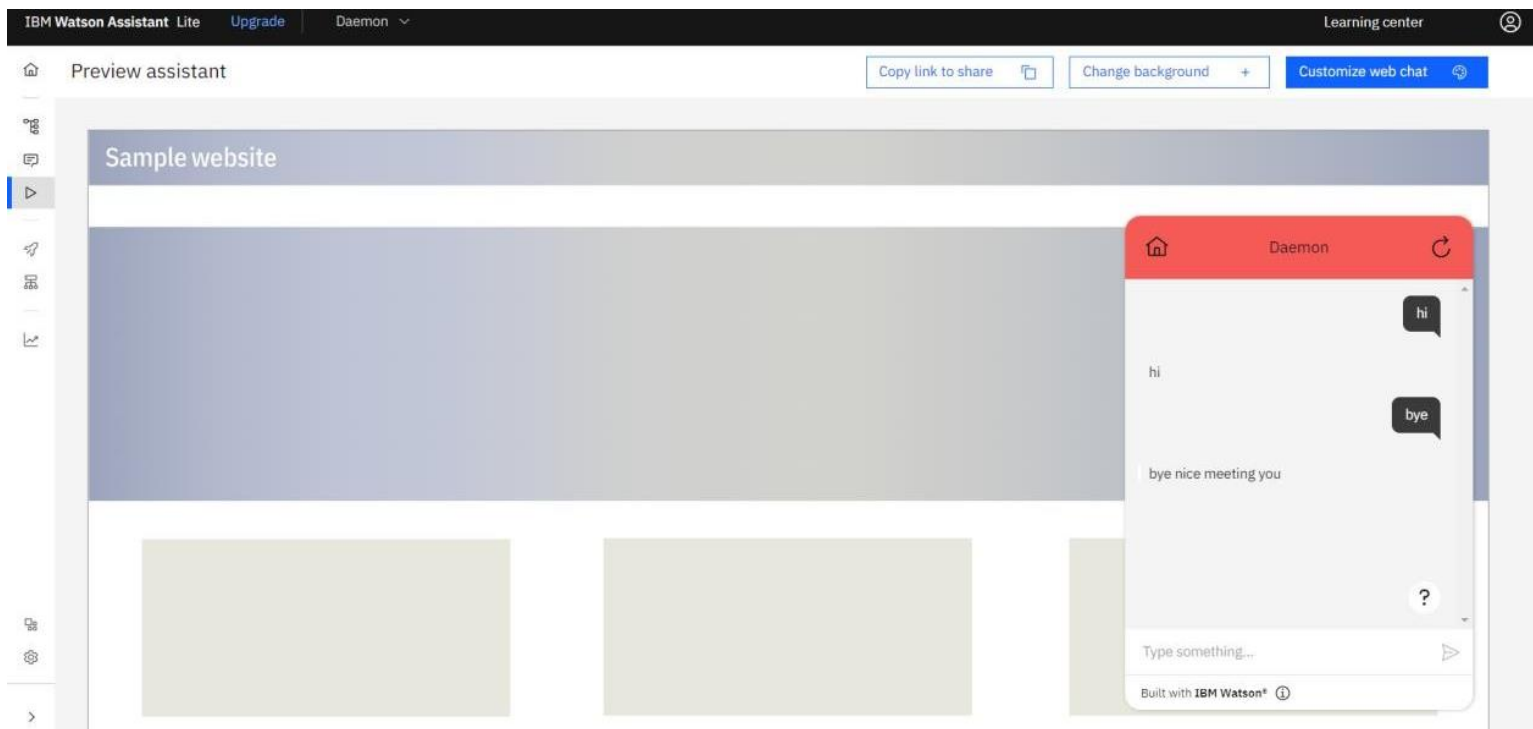 IBM Watson Assistant Lite Upgrade Daemon Learning center
Preview assistant Copy link to share Change background + Customize web chat
Sample website
Daemon
hi
hi
bye
bye nice meeting you
?
Type something...
Built with IBM Watson® ⓘ